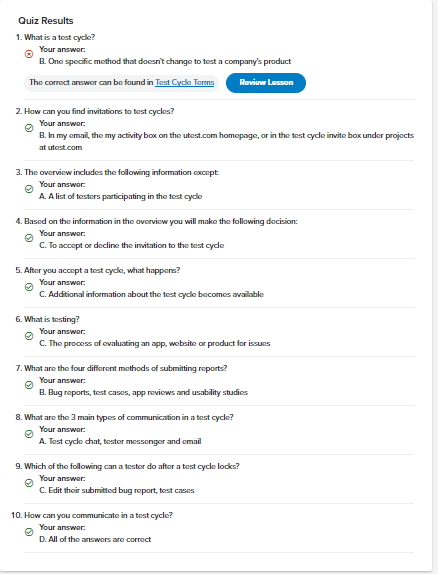 Quiz Results
1. What is a test cycle?
Your answer:
B. One specific method that doesn't change to test a company's product
The correct answer can be found in Test Cycle Terms
Review Lesson
2. How can you find invitations to test cycles?
Your answer:
B. In my email, the my activity box on the utest.com homepage, or in the test cycle invite box under projects
at utest.com
3. The overview includes the following information except:
Your answer:
A. A list of testers participating in the test cycle
4. Based on the information in the overview you will make the following decision:
Your answer:
C. To accept or decline the invitation to the test cycle
5. After you accept a test cycle, what happens?
Your answer:
C. Additional information about the test cycle becomes available
6. What is testing?
Your answer:
C. The process of evaluating an app, website or product for issues
7. What are the four different methods of submitting reports?
Your answer:
B. Bug reports, test cases, app reviews and usability studies
8. What are the 3 main types of communication in a test cycle?
Your answer:
A. Test cycle chat, tester messenger and email
9. Which of the following can a tester do after a test cycle locks?
Your answer:
C. Edit their submitted bug report, test cases
10. How can you communicate in a test cycle?
Your answer:
D. All of the answers are correct